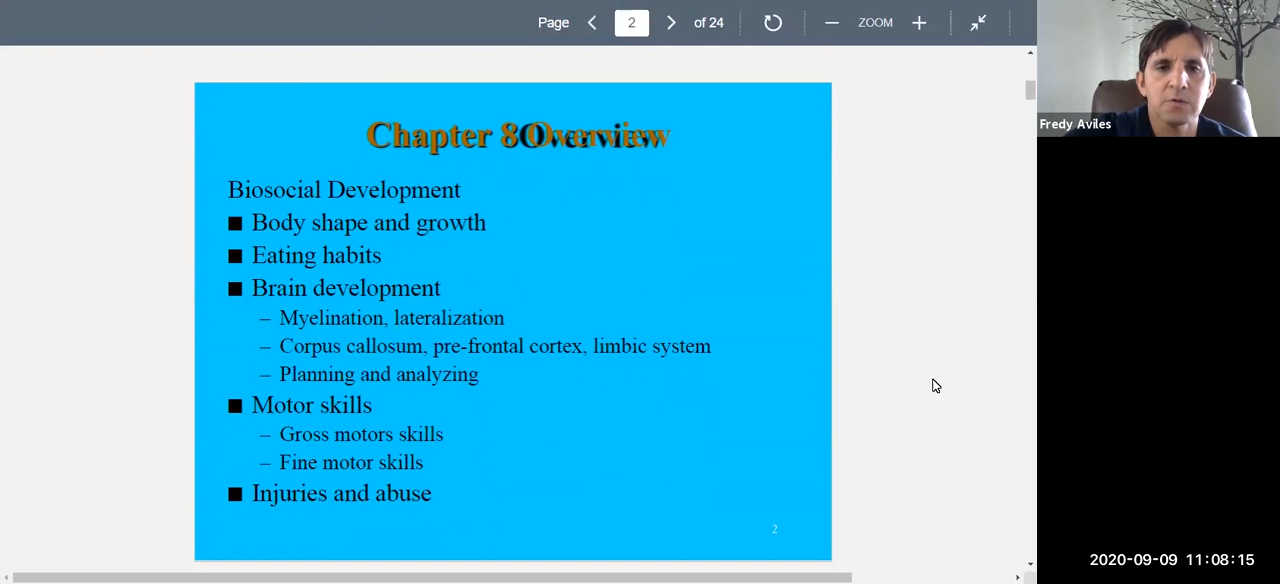 Page 2 of 24 ZOOM
Chapter 8Overview
Biosocial Development
■ Body shape and growth
■ Eating habits
■ Brain development
– Myelination, lateralization
– Corpus callosum, pre-frontal cortex, limbic system
– Planning and analyzing
■ Motor skills
– Gross motors skills
– Fine motor skills
■ Injuries and abuse
2
Fredy Aviles
2020-09-09 11:08:15